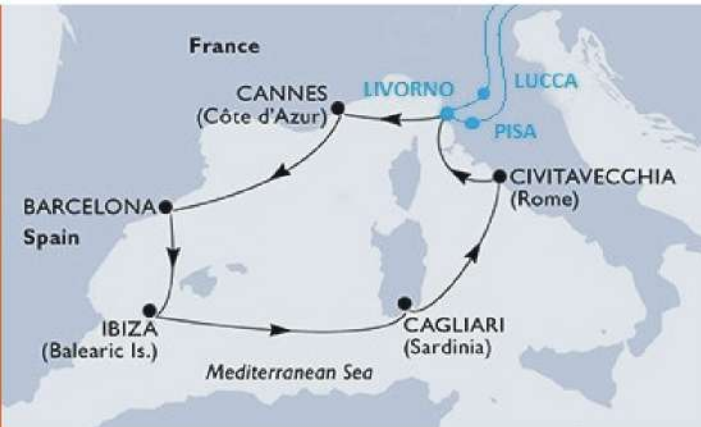 France
CANNES
(Côte d'Azur)
LIVORNO
LUCCA
PISA
CIVITAVECCHIA
(Rome)
BARCELONA
Spain
IBIZA
(Balearic Is.)
CAGLIARI
(Sardinia)
Mediterranean Sea